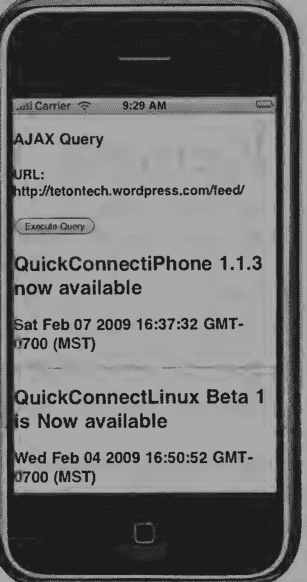 Carrier 9:29 AM
AJAX Query
URL:
http://tetontech.wordpress.com/feed/
Execute Query
QuickConnectiPhone 1.1.3
now available
Sat Feb 07 2009 16:37:32 GMT-
0700 (MST)
QuickConnectLinux Beta 1
is Now available
Wed Feb 04 2009 16:50:52 GMT-
0700 (MST)